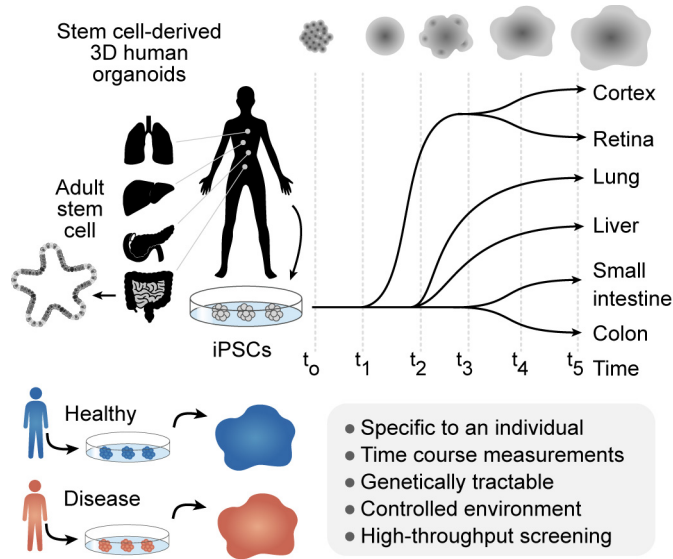 Stem cell-derived
3D human
organoids
Adult
stem
cell
iPSCs
Cortex
Retina
Lung
Liver
Small
intestine
Colon
t₀ t₁ t₂ t₃ t₄ t₅ Time
Healthy
Disease
● Specific to an individual
● Time course measurements
● Genetically tractable
● Controlled environment
● High-throughput screening